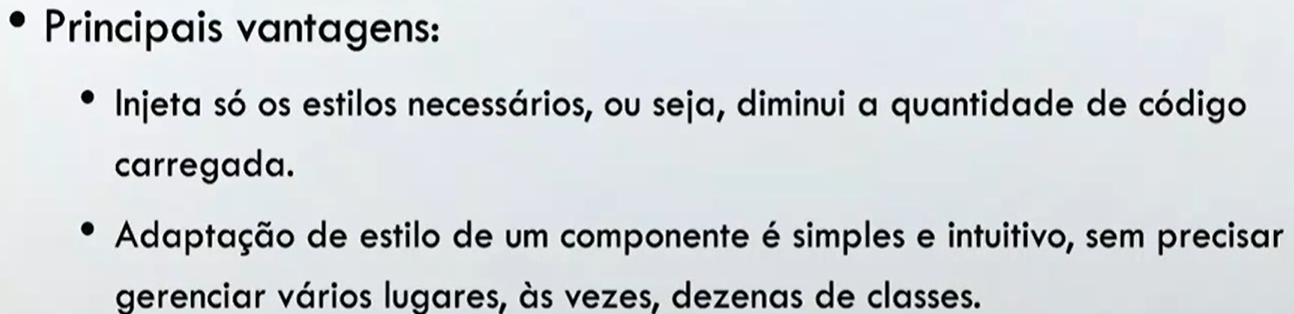 • Principais vantagens:
• Injeta só os estilos necessários, ou seja, diminui a quantidade de código
carregada.
• Adaptação de estilo de um componente é simples e intuitivo, sem precisar
gerenciar vários lugares, às vezes, dezenas de classes.